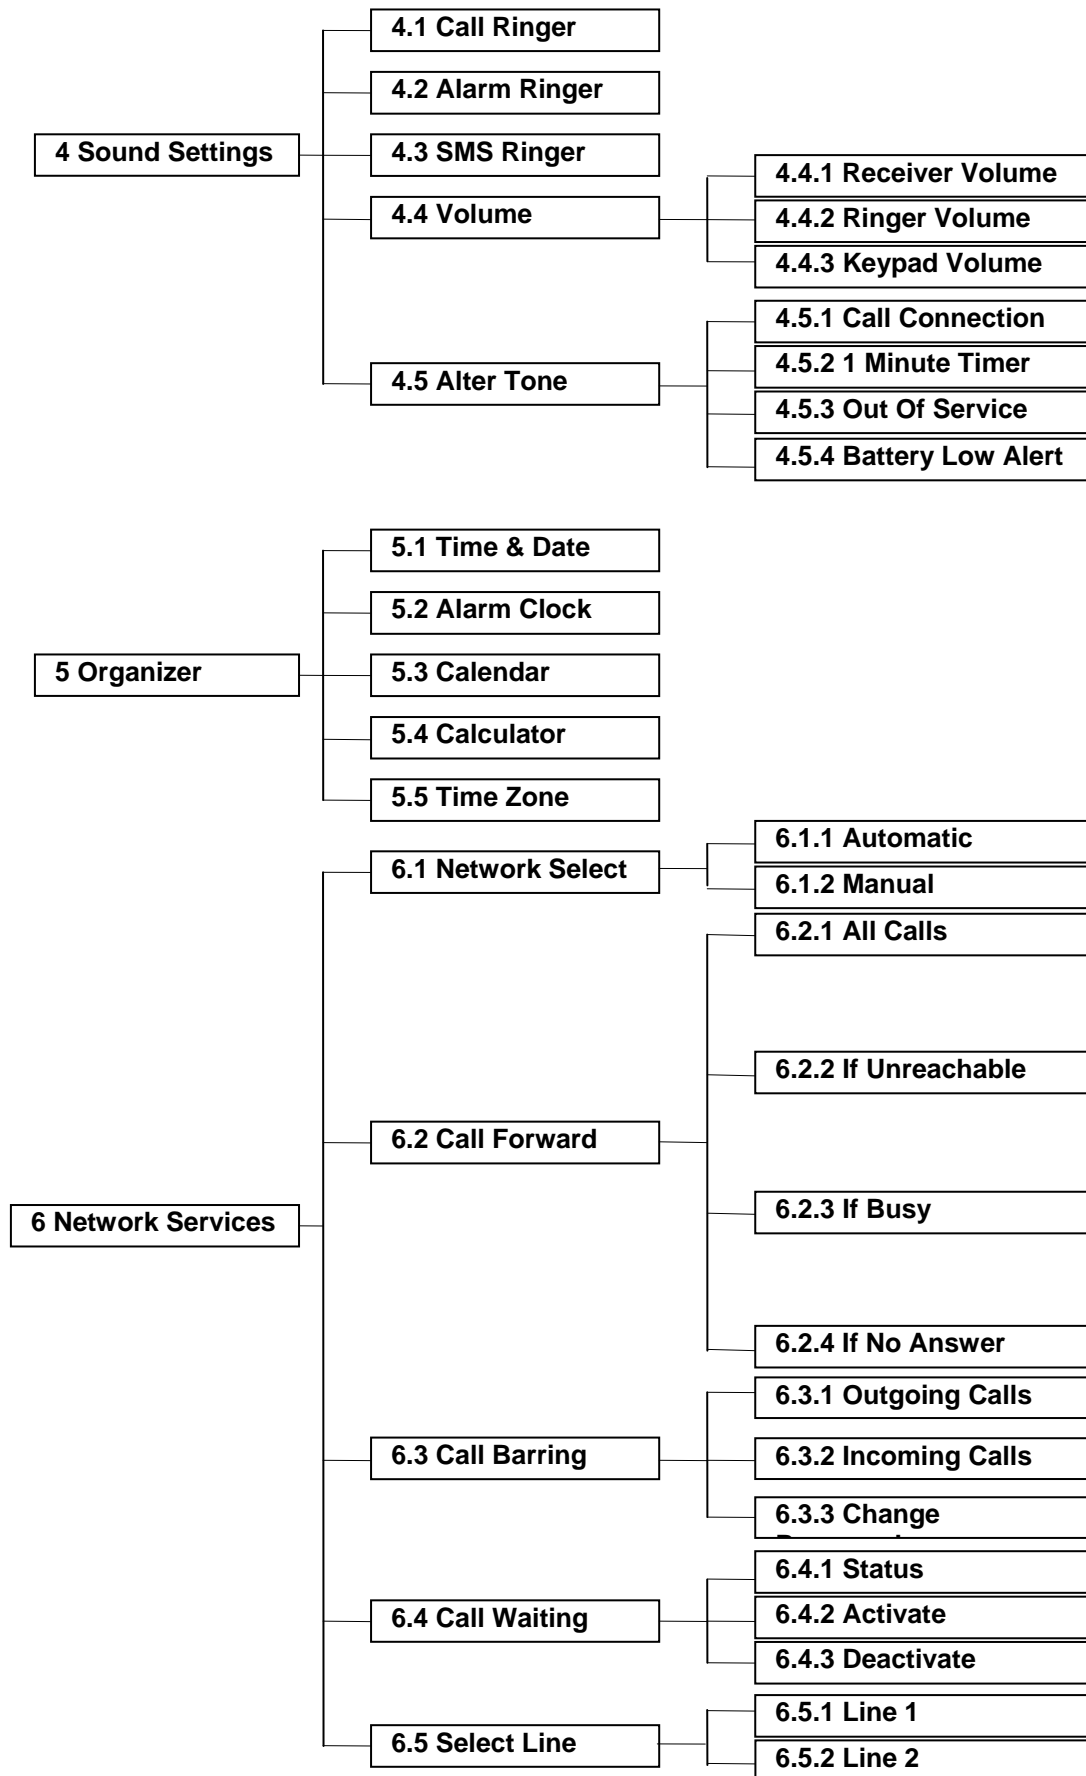 4 Sound Settings
4.1 Call Ringer
4.2 Alarm Ringer
4.3 SMS Ringer
4.4 Volume
4.4.1 Receiver Volume
4.4.2 Ringer Volume
4.4.3 Keypad Volume
4.5 Alter Tone
4.5.1 Call Connection
4.5.2 1 Minute Timer
4.5.3 Out Of Service
4.5.4 Battery Low Alert
5 Organizer
5.1 Time & Date
5.2 Alarm Clock
5.3 Calendar
5.4 Calculator
5.5 Time Zone
6 Network Services
6.1 Network Select
6.1.1 Automatic
6.1.2 Manual
6.2 Call Forward
6.2.1 All Calls
6.2.2 If Unreachable
6.2.3 If Busy
6.2.4 If No Answer
6.3 Call Barring
6.3.1 Outgoing Calls
6.3.2 Incoming Calls
6.3.3 Change
6.4 Call Waiting
6.4.1 Status
6.4.2 Activate
6.4.3 Deactivate
6.5 Select Line
6.5.1 Line 1
6.5.2 Line 2